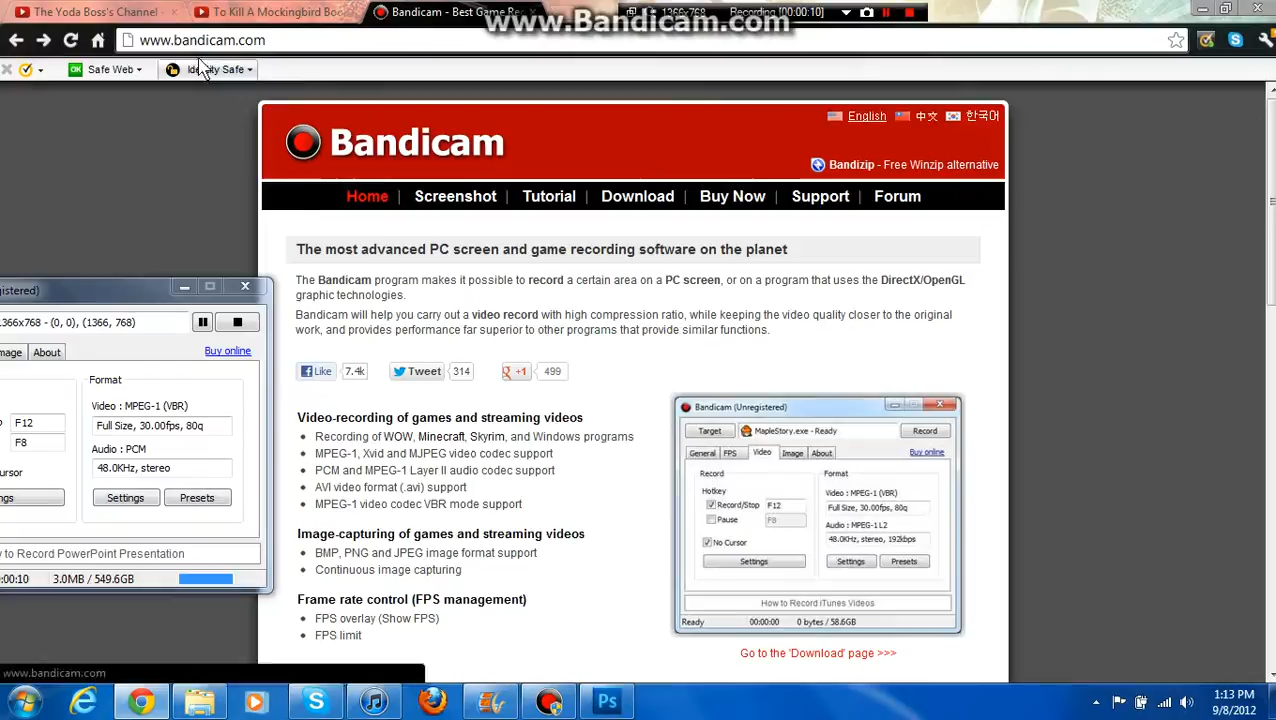 The Yoda Boss's Channel -
To Kill A Mockingbird Boo
Bandicam - Best Game Rec
1366x768
Recording [00:00:10]
www.Bandicam.com
www.bandicam.com
Safe Web
Identity Safe
Bandicam
English 中文 한국어
Bandizip - Free Winzip alternative
Home | Screenshot | Tutorial | Download | Buy Now | Support | Forum
The most advanced PC screen and game recording software on the planet
The Bandicam program makes it possible to record a certain area on a PC screen, or on a program that uses the DirectX/OpenGL
graphic technologies.
Bandicam will help you carry out a video record with high compression ratio, while keeping the video quality closer to the original
work, and provides performance far superior to other programs that provide similar functions.
Like 7.4k Tweet 314 +1 499
Video-recording of games and streaming videos
• Recording of WOW, Minecraft, Skyrim, and Windows programs
• MPEG-1, Xvid and MJPEG video codec support
• PCM and MPEG-1 Layer II audio codec support
• AVI video format (.avi) support
• MPEG-1 video codec VBR mode support
Image-capturing of games and streaming videos
• BMP, PNG and JPEG image format support
• Continuous image capturing
Frame rate control (FPS management)
• FPS overlay (Show FPS)
• FPS limit
Bandicam (Unregistered)
Target MapleStory.exe - Ready Record
General FPS Video Image About Buy online
Record
Hotkey
Record/Stop F12
Pause F8
No Cursor
Settings
Format
Video : MPEG-1 (VBR)
Full Size, 30.00fps, 80q
Audio : MPEG-1 L2
48.0KHz, stereo, 192kbps
Settings Presets
How to Record iTunes Videos
Ready 00:00:00 0 bytes / 58.6GB
Go to the 'Download' page >>>
gistered)
1366x768 - (0, 0), (1366, 768)
mage About Buy online
Format
Video : MPEG-1 (VBR)
F12 Full Size, 30.00fps, 80q
F8 Audio : PCM
ursor 48.0KHz, stereo
ngs Settings Presets
to Record PowerPoint Presentation
:00:10 3.0MB / 549.6GB
www.bandicam.com
Ps
1:13 PM
9/8/2012